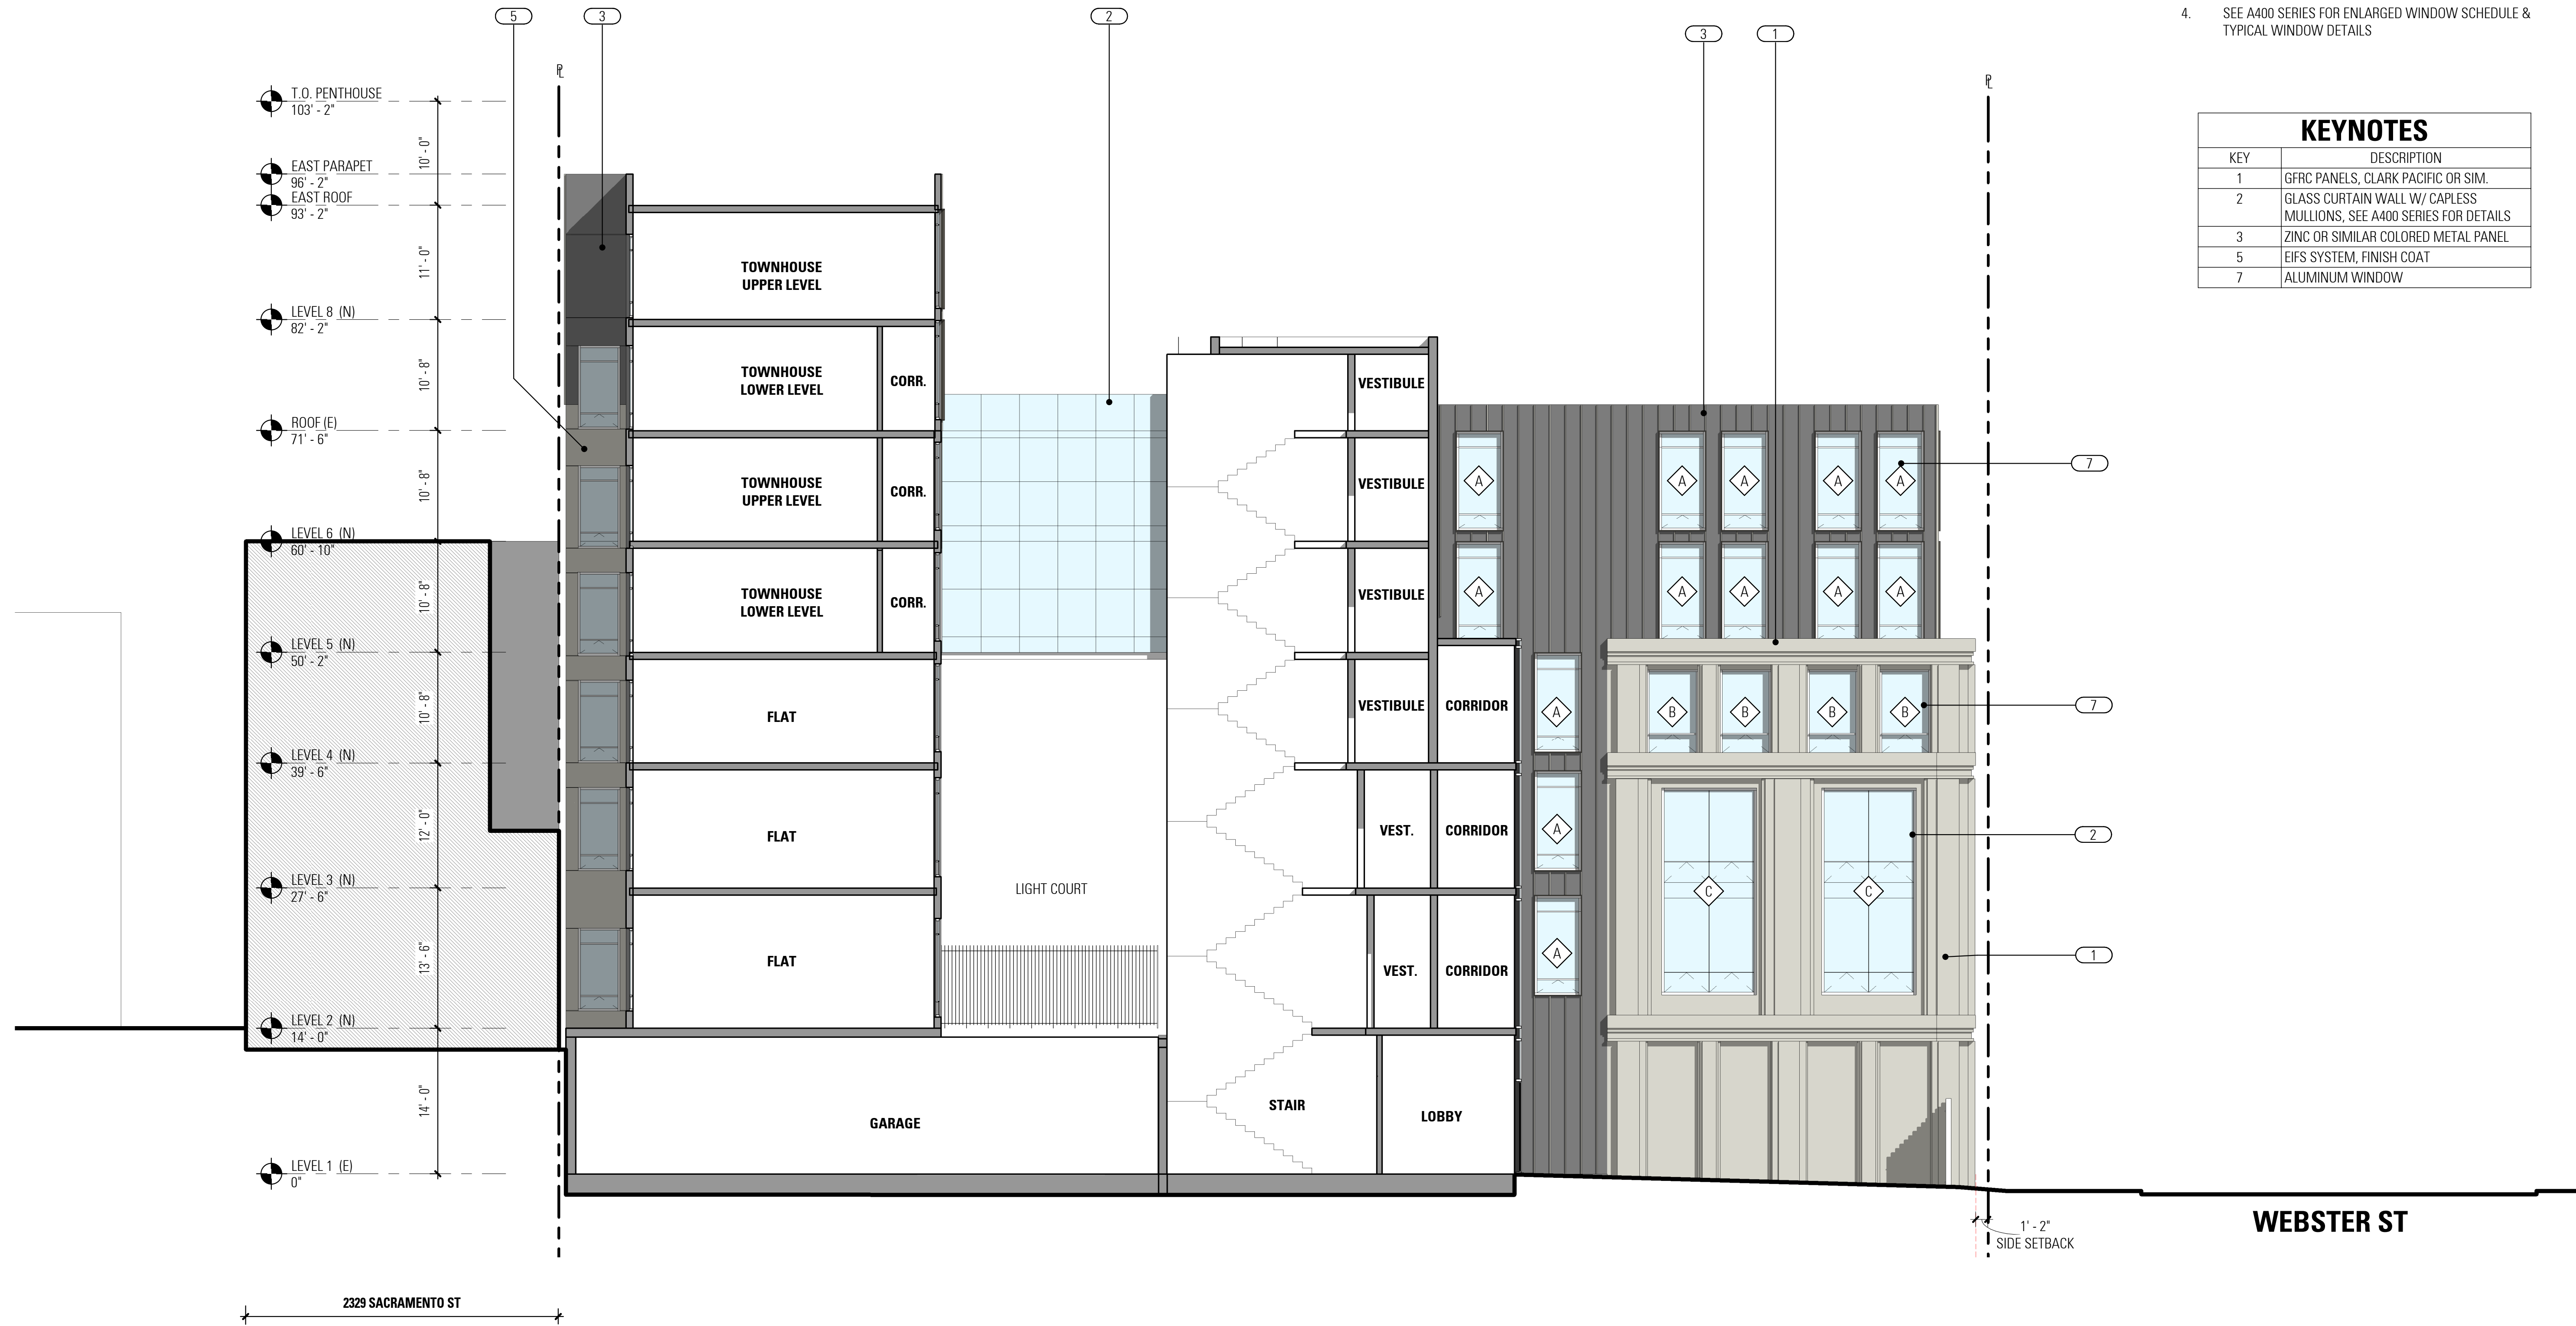 5
3
2
3
1
4. SEE A400 SERIES FOR ENLARGED WINDOW SCHEDULE &
TYPICAL WINDOW DETAILS
PL
PL
KEYNOTES
KEY DESCRIPTION
1 GFRC PANELS, CLARK PACIFIC OR SIM.
2 GLASS CURTAIN WALL W/ CAPLESS
MULLIONS, SEE A400 SERIES FOR DETAILS
3 ZINC OR SIMILAR COLORED METAL PANEL
5 EIFS SYSTEM, FINISH COAT
7 ALUMINUM WINDOW
T.O. PENTHOUSE
103' - 2"
10' - 0"
EAST PARAPET
96' - 2"
EAST ROOF
93' - 2"
11' - 0"
LEVEL 8 (N)
82' - 2"
10' - 8"
ROOF (E)
71' - 6"
10' - 8"
LEVEL 6 (N)
60' - 10"
10' - 8"
LEVEL 5 (N)
50' - 2"
10' - 8"
LEVEL 4 (N)
39' - 6"
12' - 0"
LEVEL 3 (N)
27' - 6"
13' - 6"
LEVEL 2 (N)
14' - 0"
14' - 0"
LEVEL 1 (E)
0"
TOWNHOUSE
UPPER LEVEL
TOWNHOUSE
LOWER LEVEL
CORR.
TOWNHOUSE
UPPER LEVEL
CORR.
TOWNHOUSE
LOWER LEVEL
CORR.
FLAT
FLAT
FLAT
GARAGE
LIGHT COURT
VESTIBULE
VESTIBULE
VESTIBULE
VESTIBULE CORRIDOR
VEST. CORRIDOR
VEST. CORRIDOR
STAIR
LOBBY
A A A A A
7
A A A A A
A B B B B
7
A
2
C C
A
1
WEBSTER ST
1' - 2"
SIDE SETBACK
2329 SACRAMENTO ST